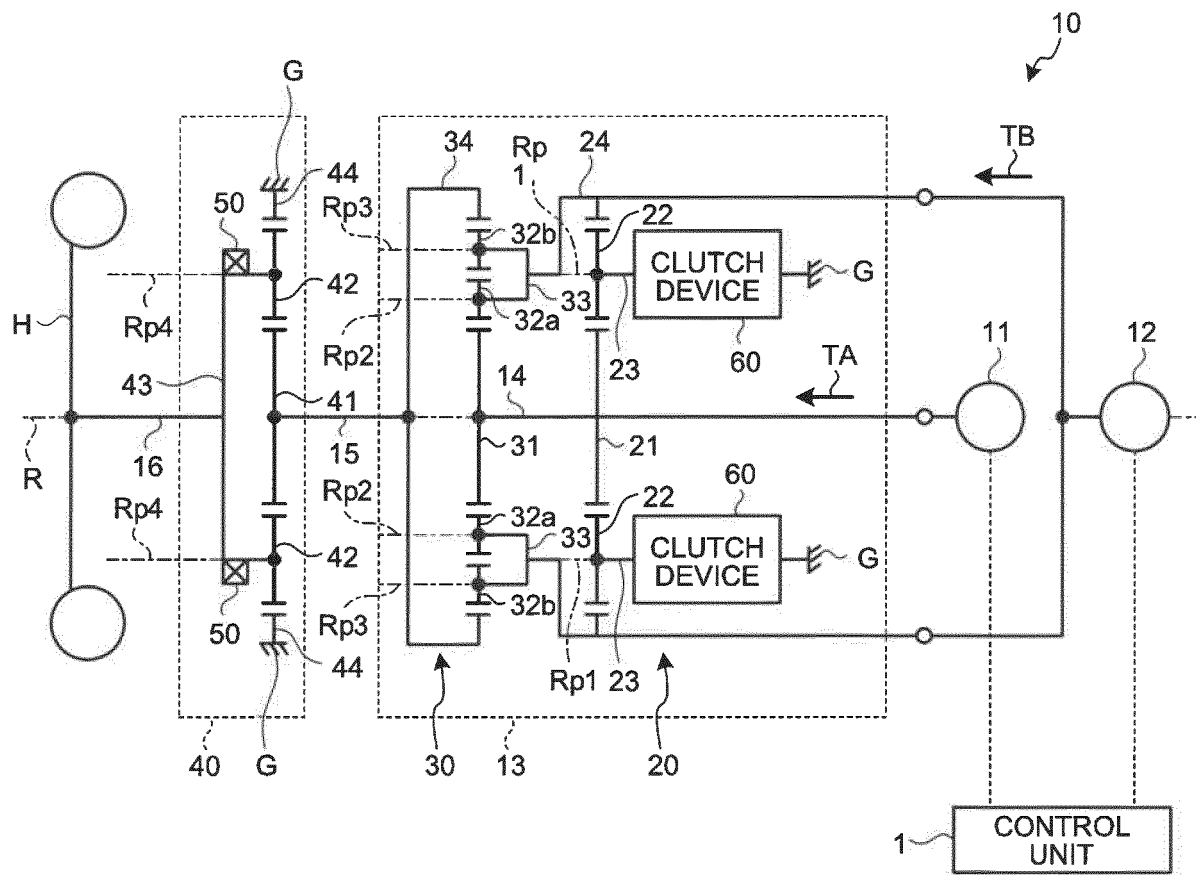 10
G
TB
34
Rp
1
24
44
50
Rp3
32b
22
CLUTCH
DEVICE
G
42
33
Rp4
32a
H
Rp2
23
60
11
12
TA
43
14
41
R
16
15
31
21
Rp2
60
Rp4
32a
22
42
33
CLUTCH
DEVICE
G
50
Rp3
32b
44
Rp1
23
40
G
30
13
20
1
CONTROL
UNIT